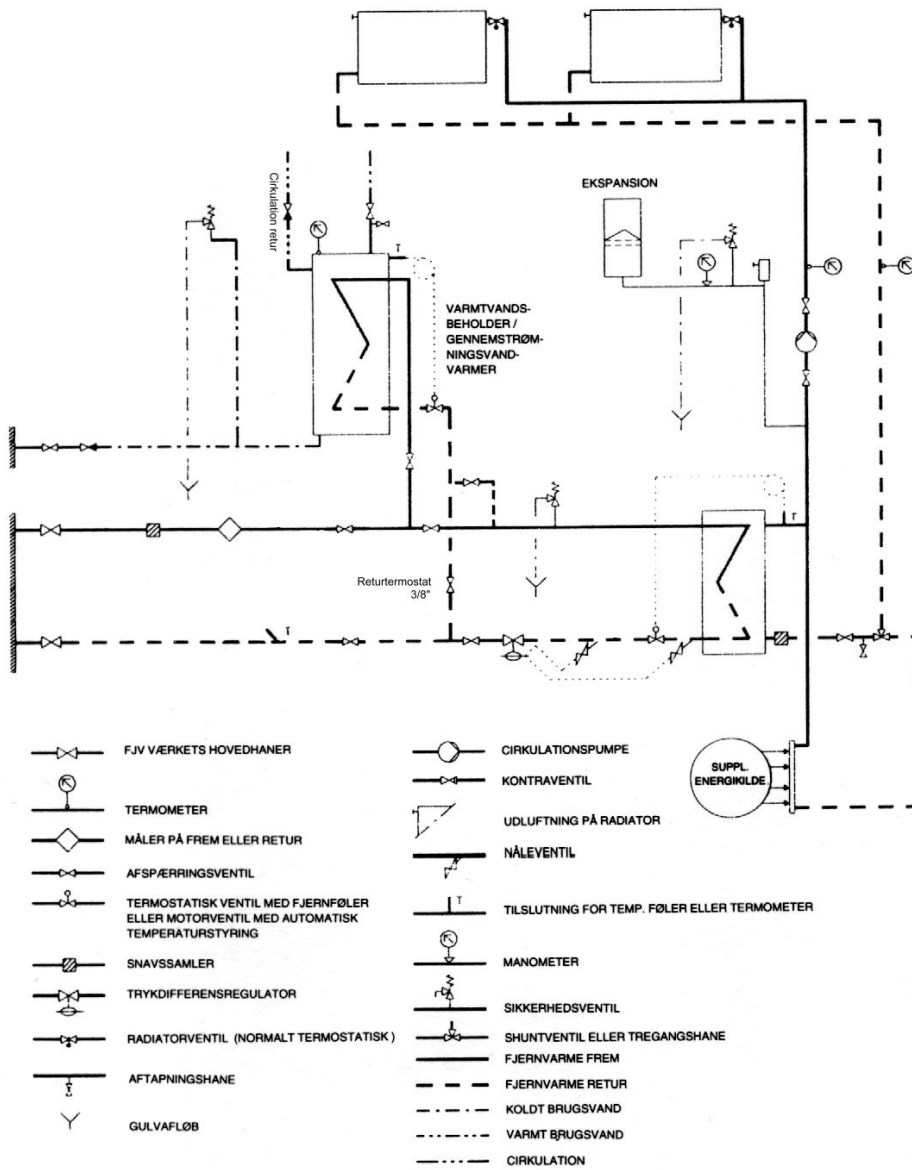 EKSPANSION
Cirkulation retur
T
VARMTVANDS-
BEHOLDER /
GENNEMSTRØM-
NINGSVAND-
VARMER
T
Returtermostat
3/8"
T
SUPPL.
ENERGIKILDE
FJV VÆRKETS HOVEDHANER
TERMOMETER
MÅLER PÅ FREM ELLER RETUR
AFSPÆRRINGSVENTIL
TERMOSTATISK VENTIL MED FJERNFØLER
ELLER MOTORVENTIL MED AUTOMATISK
TEMPERATURSTYRING
SNAVSSAMLER
TRYKDIFFERENSREGULATOR
RADIATORVENTIL (NORMALT TERMOSTATISK)
AFTAPNINGSHANE
GULVAFLØB
CIRKULATIONSPUMPE
KONTRAVENTIL
UDLUFTNING PÅ RADIATOR
NÅLEVENTIL
T
TILSLUTNING FOR TEMP. FØLER ELLER TERMOMETER
MANOMETER
SIKKERHEDSVENTIL
SHUNTVENTIL ELLER TREGANGSHANE
FJERNVARME FREM
FJERNVARME RETUR
KOLDT BRUGSVAND
VARMT BRUGSVAND
CIRKULATION